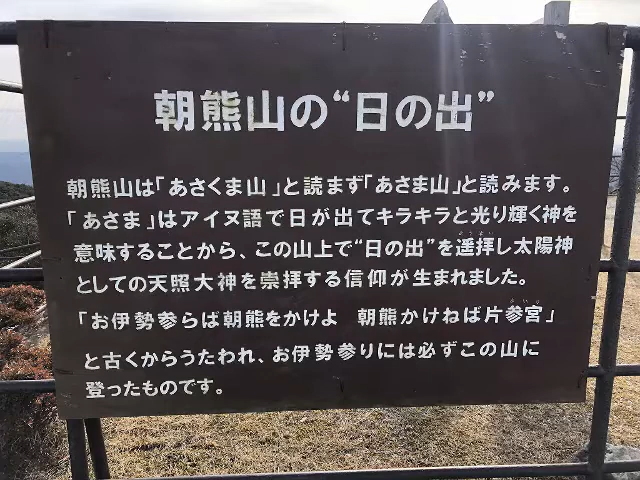 朝熊山の“日の出”
朝熊山は「あさくま山」と読まず「あさま山」と読みます。
「あさま」はアイヌ語で日が出てキラキラと光り輝く神を
意味することから、この山上で“日の出”を遥拝し太陽神
としての天照大神を崇拝する信仰が生まれました。
「お伊勢参らば朝熊をかけよ 朝熊かけねば片参宮」
と古くからうたわれ、お伊勢参りには必ずこの山に
登ったものです。